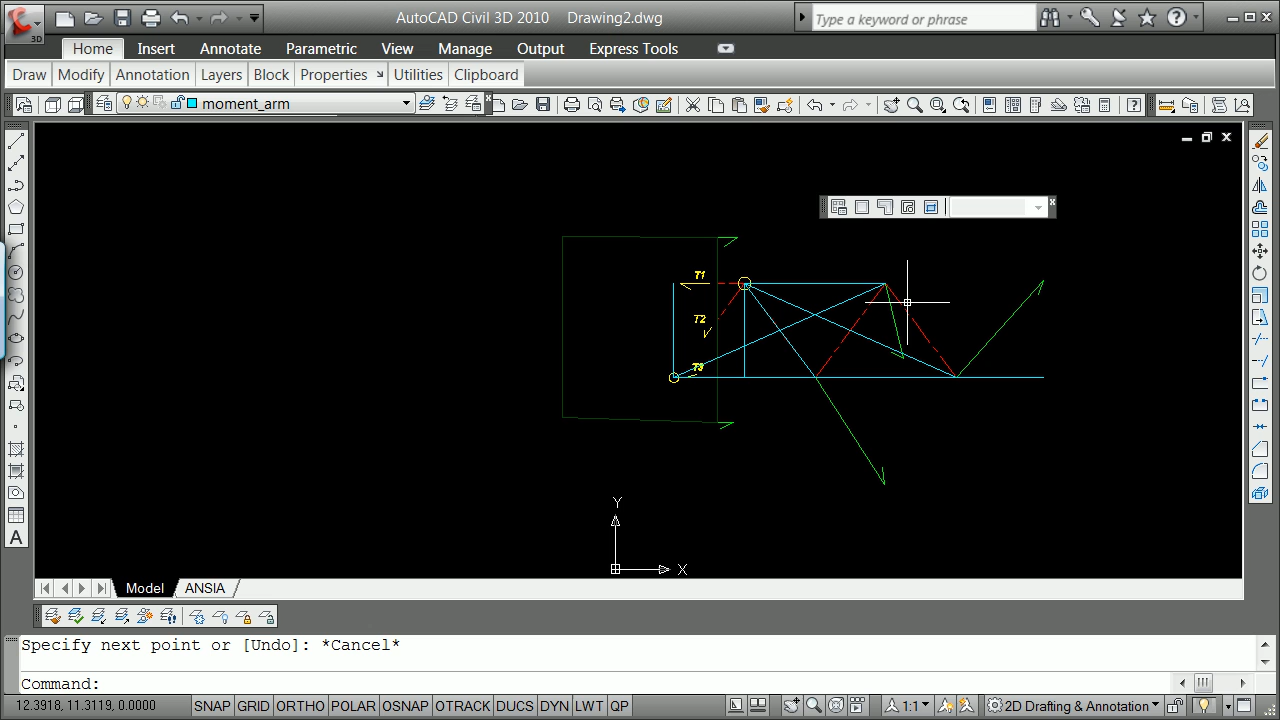 AutoCAD Civil 3D 2010 Drawing2.dwg
Type a keyword or phrase
3D
Home Insert Annotate Parametric View Manage Output Express Tools
Draw Modify Annotation Layers Block Properties Utilities Clipboard
moment_arm
T1
T2
T3
Y
X
Model ANSIA
Specify next point or [Undo]: *Cancel*
Command:
12.3918, 11.3119, 0.0000 SNAP GRID ORTHO POLAR OSNAP OTRACK DUCS DYN LWT QP 1:1 2D Drafting & Annotation